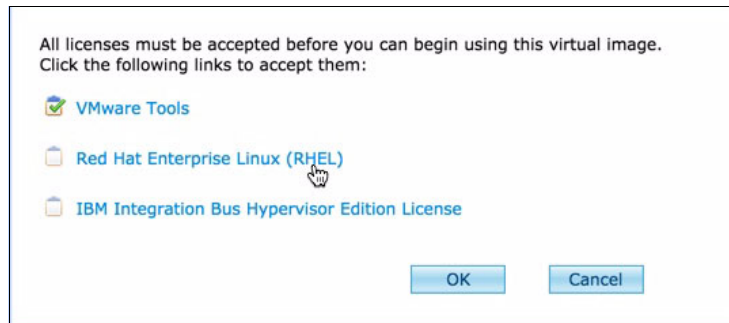 All licenses must be accepted before you can begin using this virtual image.
Click the following links to accept them:
VMware Tools
Red Hat Enterprise Linux (RHEL)
IBM Integration Bus Hypervisor Edition License
OK Cancel